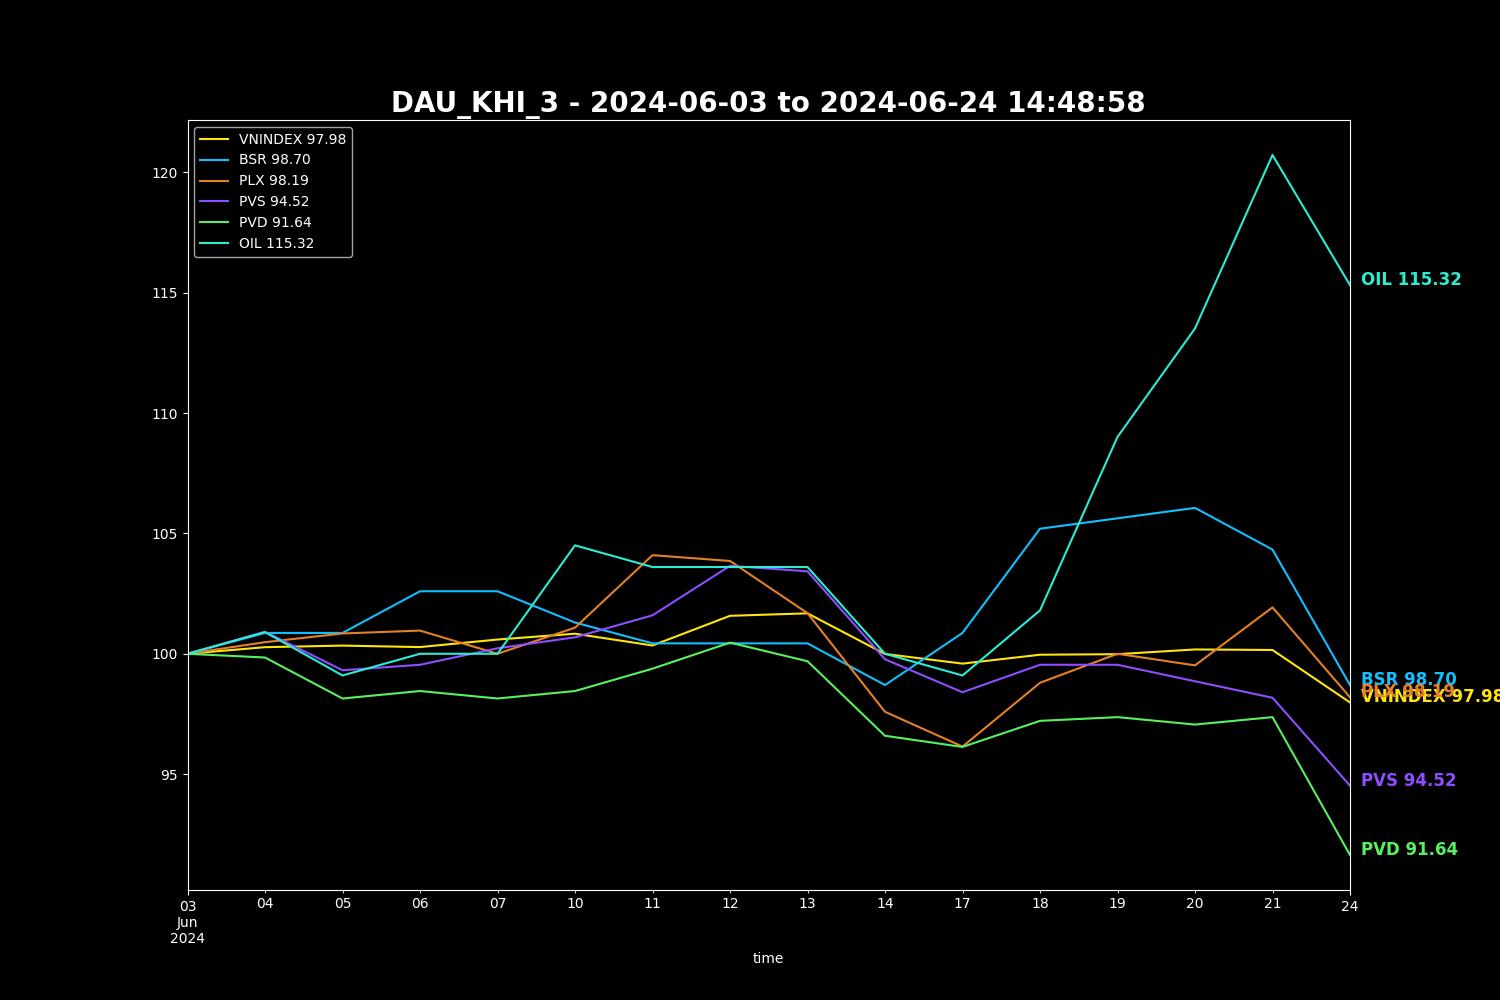 DAU_KHI_3 - 2024-06-03 to 2024-06-24 14:48:58
VNINDEX 97.98
BSR 98.70
PLX 98.19
PVS 94.52
PVD 91.64
OIL 115.32
120
115
110
105
100
95
OIL 115.32
BSR 98.70
PLX 98.19
VNINDEX 97.98
PVS 94.52
PVD 91.64
03 04 05 06 07 10 11 12 13 14 17 18 19 20 21 24
Jun
2024
time